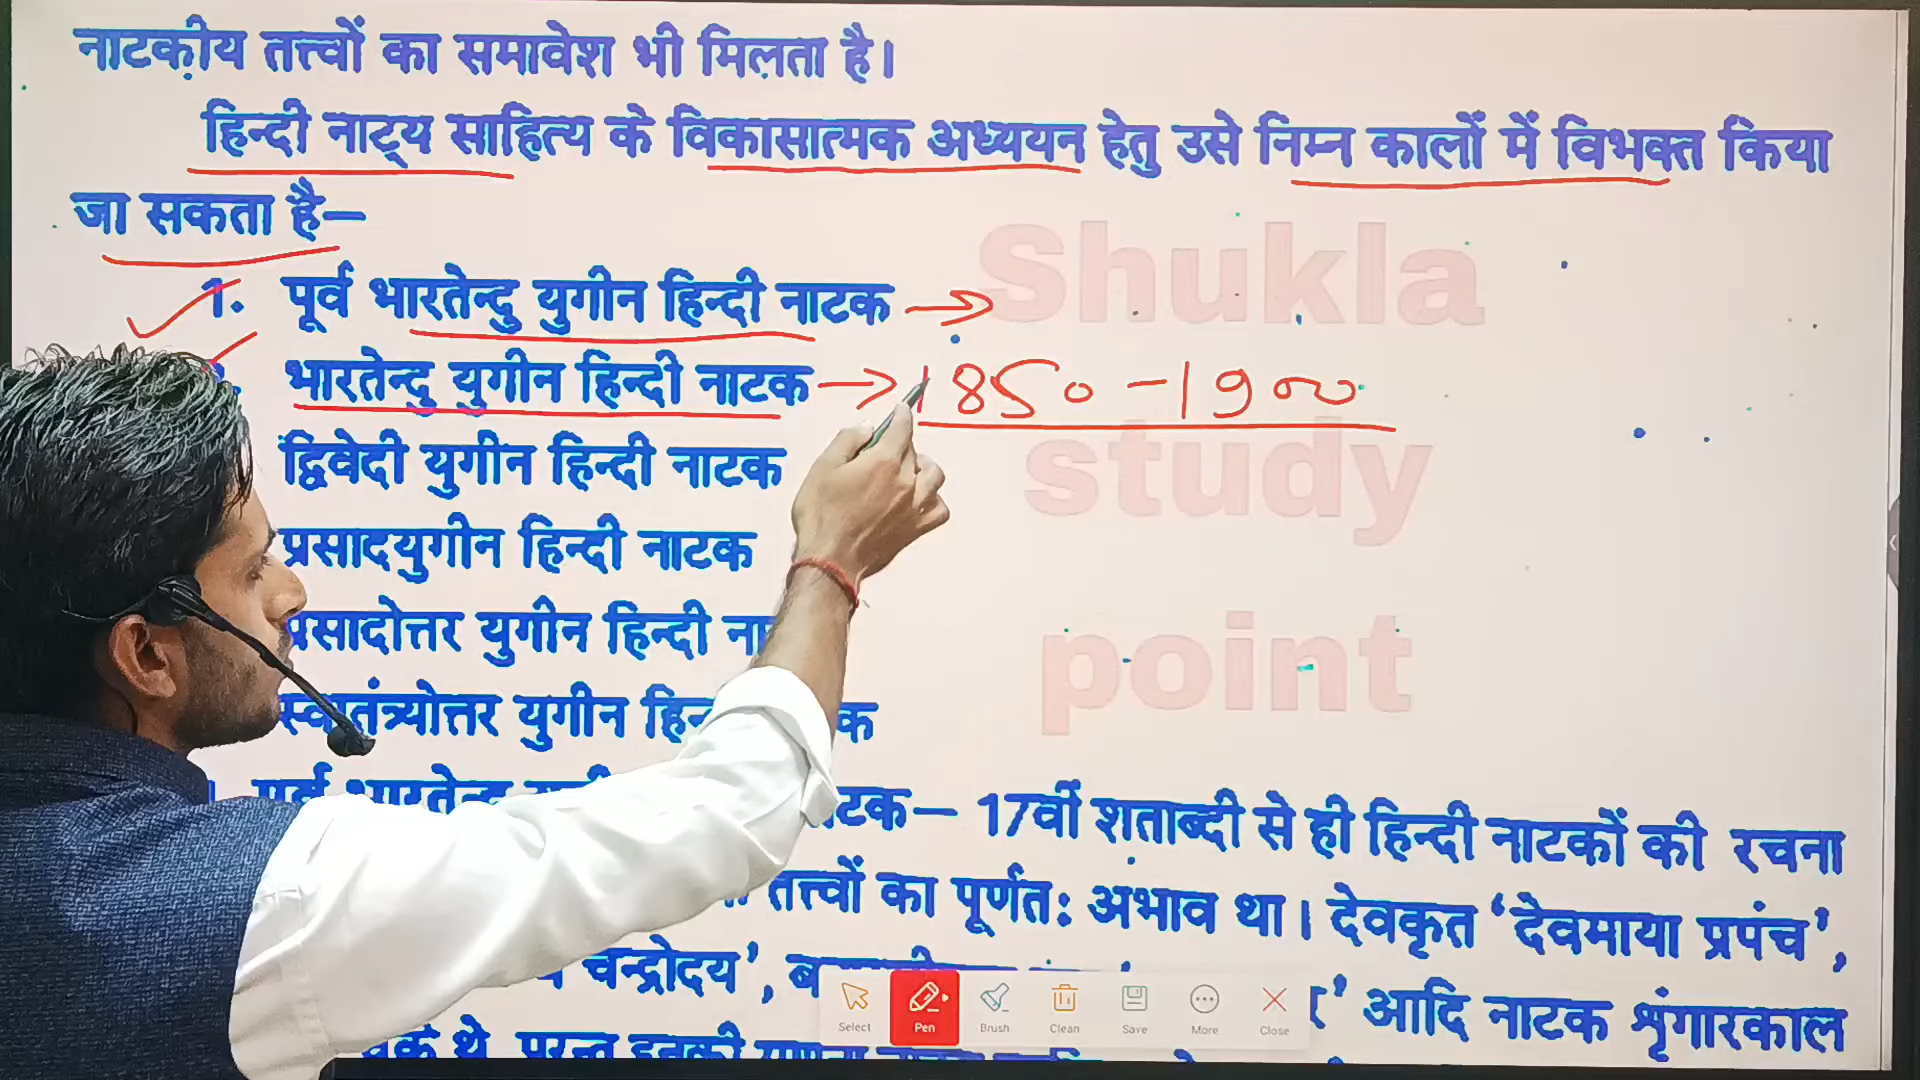 नाटकीय तत्त्वों का समावेश भी मिलता है।
हिन्दी नाट्य साहित्य के विकासात्मक अध्ययन हेतु उसे निम्न कालों में विभक्त किया
जा सकता है—
1. पूर्व भारतेन्दु युगीन हिन्दी नाटक →
भारतेन्दु युगीन हिन्दी नाटक → 1850 - 1900
द्विवेदी युगीन हिन्दी नाटक
प्रसादयुगीन हिन्दी नाटक
प्रसादोत्तर युगीन हिन्दी
स्वातंत्र्योत्तर युगीन
Shukla
study
point
17वीं शताब्दी से ही हिन्दी नाटकों की रचना
तत्त्वों का पूर्णत: अभाव था। देवकृत ‘देवमाया प्रपंच’,
चन्द्रोदय’,
आदि नाटक शृंगारकाल
Select Pen Brush Clean Save More Close